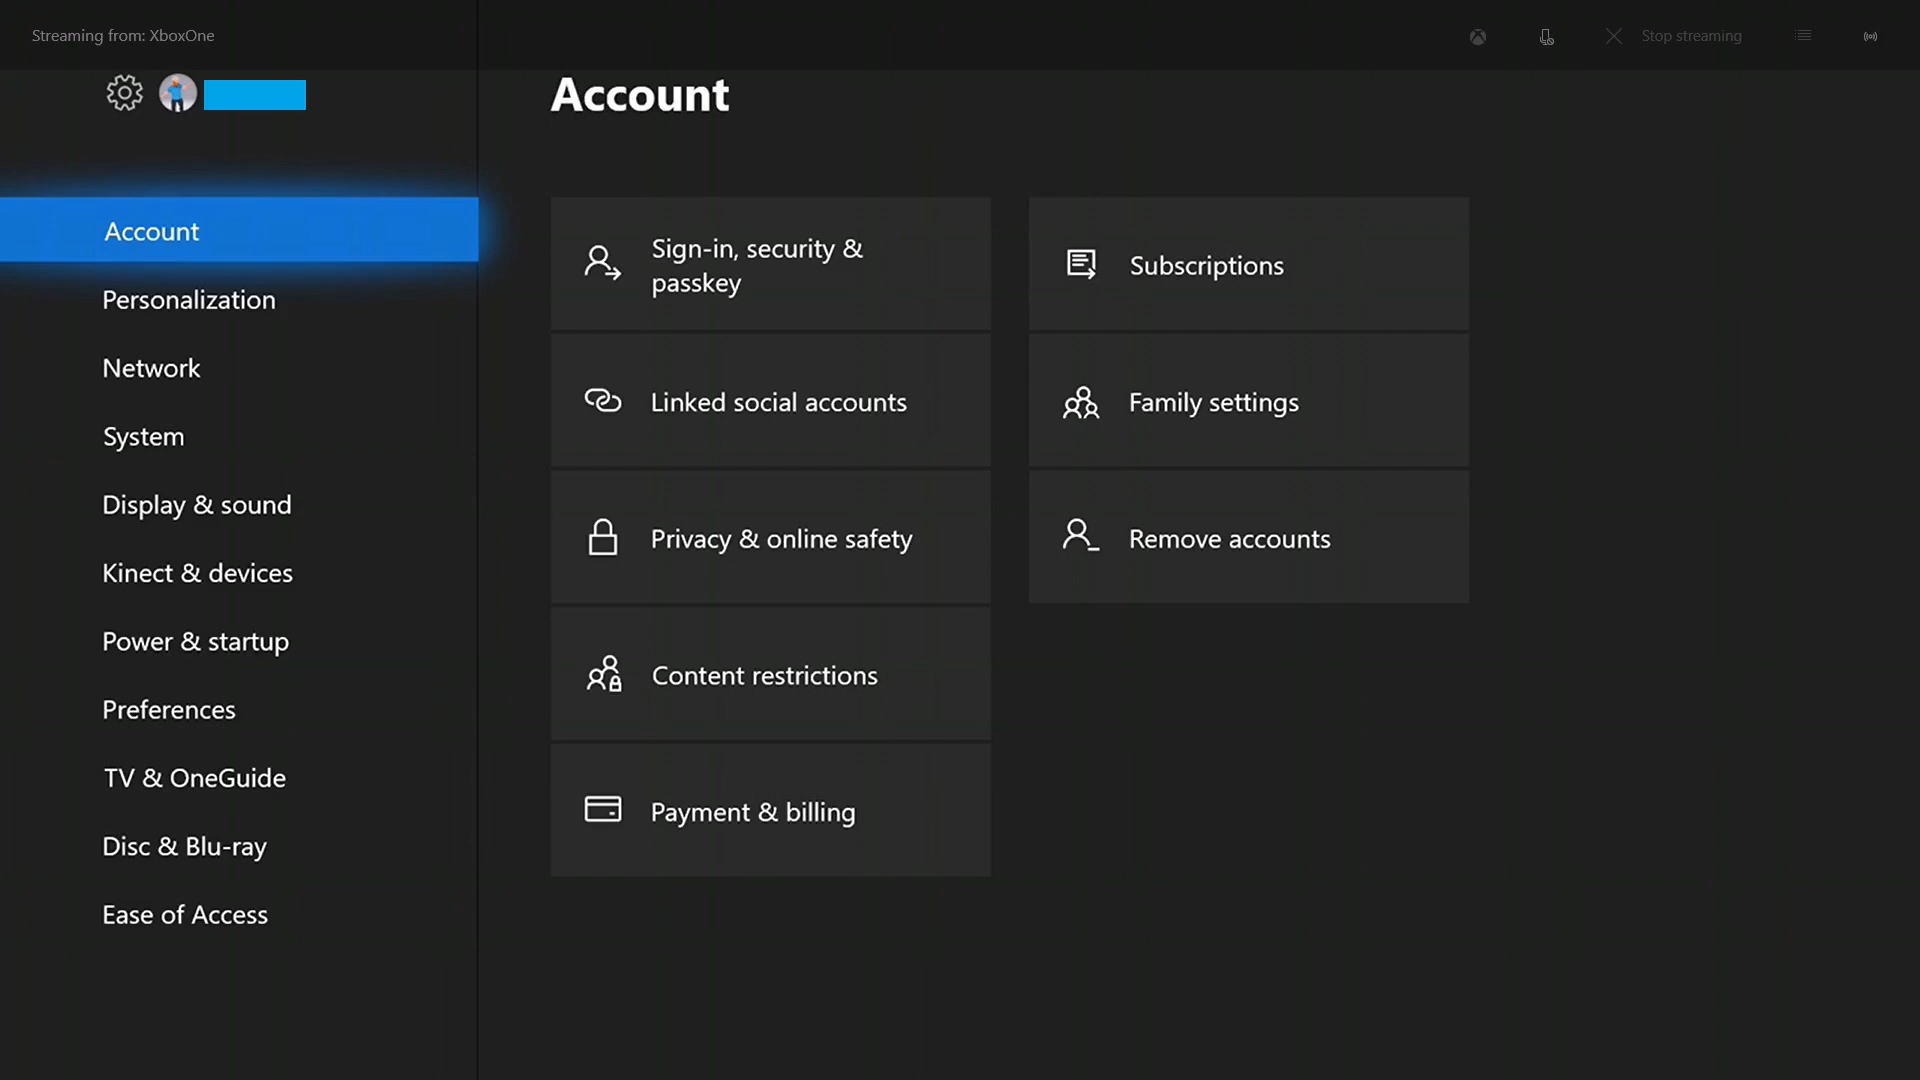 Streaming from: XboxOne
Stop streaming
Account
Account
Personalization
Network
System
Display & sound
Kinect & devices
Power & startup
Preferences
TV & OneGuide
Disc & Blu-ray
Ease of Access
Sign-in, security &
passkey
Linked social accounts
Privacy & online safety
Content restrictions
Payment & billing
Subscriptions
Family settings
Remove accounts